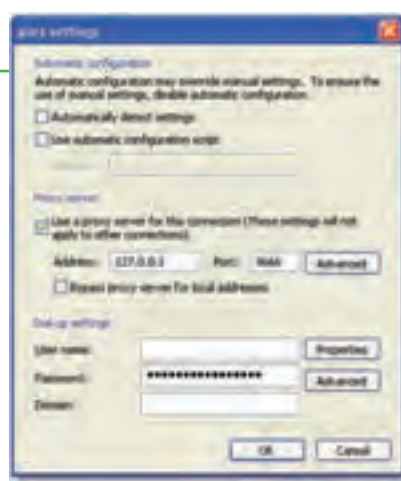 settings
Automatic configuration
Automatic configuration may override manual settings. To ensure the
use of manual settings, disable automatic configuration.
Automatically detect settings
Use automatic configuration script
Proxy server
Use a proxy server for this connection (These settings will not
apply to other connections).
Address: 127.0.0.1 Port: Advanced
Bypass proxy server for local addresses
Dial-up settings
User name: Properties
Password: Advanced
Domain:
OK Cancel